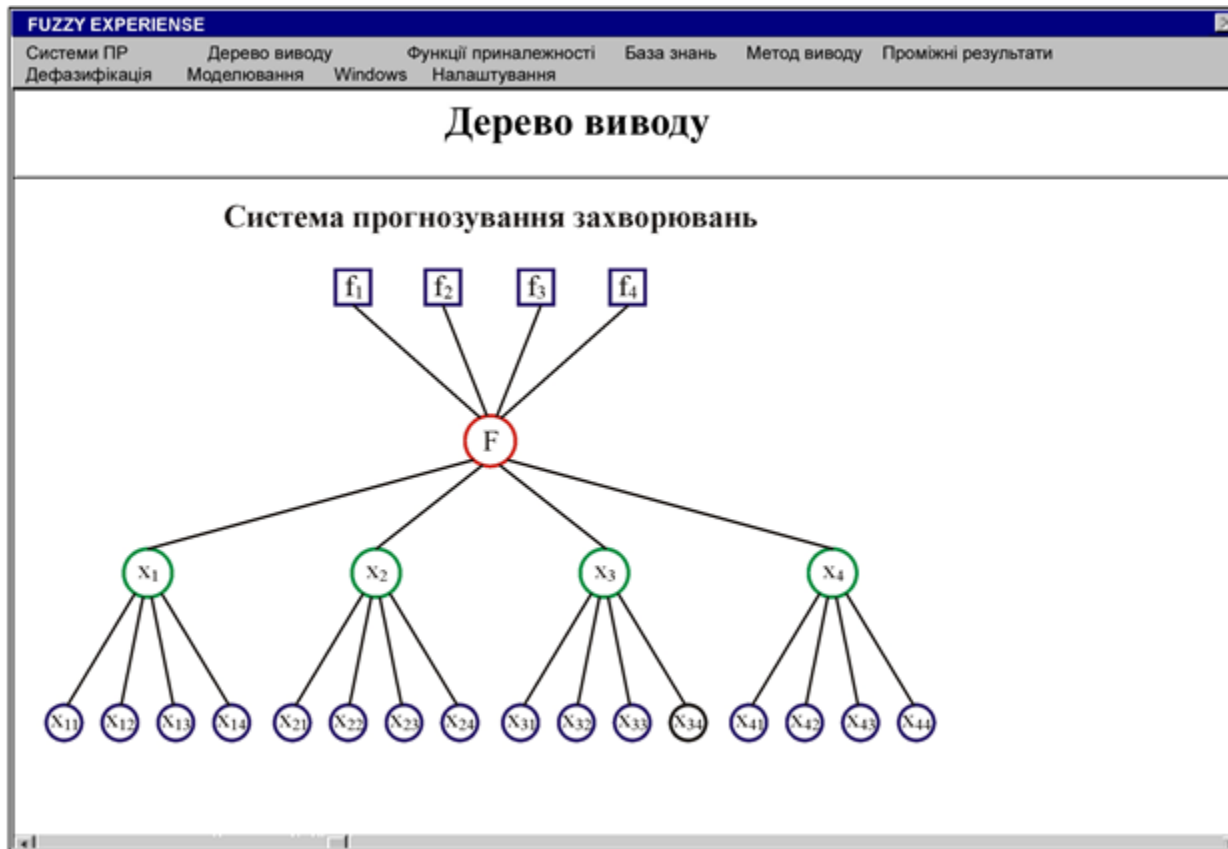 FUZZY EXPERIENSE
Системи ПР Дерево виводу Функції приналежності База знань Метод виводу Проміжні результати
Дефазифікація Моделювання Windows Налаштування
Дерево виводу
Система прогнозування захворювань
f₁ f₂ f₃ f₄
F
x₁ x₂ x₃ x₄
x₁₁ x₁₂ x₁₃ x₁₄ x₂₁ x₂₂ x₂₃ x₂₄ x₃₁ x₃₂ x₃₃ x₃₄ x₄₁ x₄₂ x₄₃ x₄₄